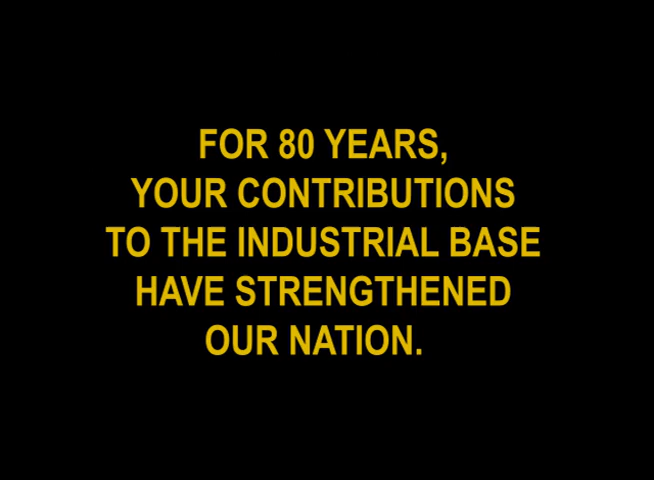 FOR 80 YEARS,
YOUR CONTRIBUTIONS
TO THE INDUSTRIAL BASE
HAVE STRENGTHENED
OUR NATION.